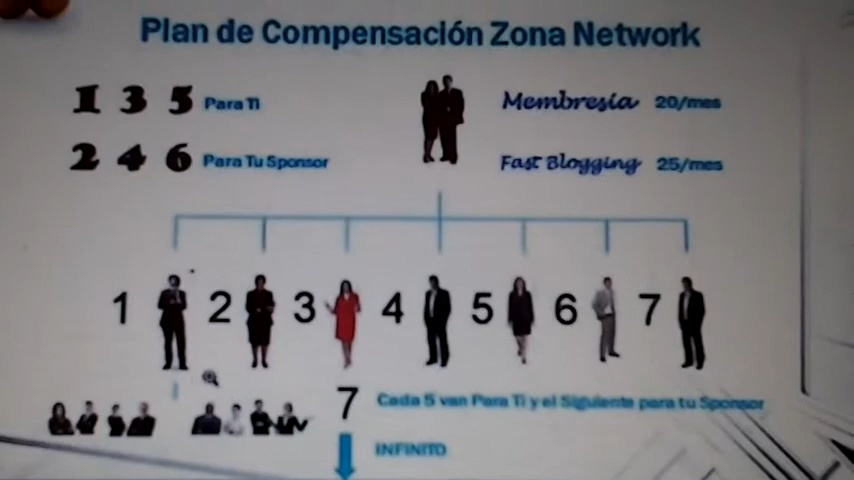 Plan de Compensación Zona Network
1 3 5 Para Ti
Membresía 20/mes
2 4 6 Para Tu Sponsor
Fast Blogging 25/mes
1 2 3 4 5 6 7
7 Cada 5 van Para Ti y el Siguiente para tu Sponsor
INFINITO